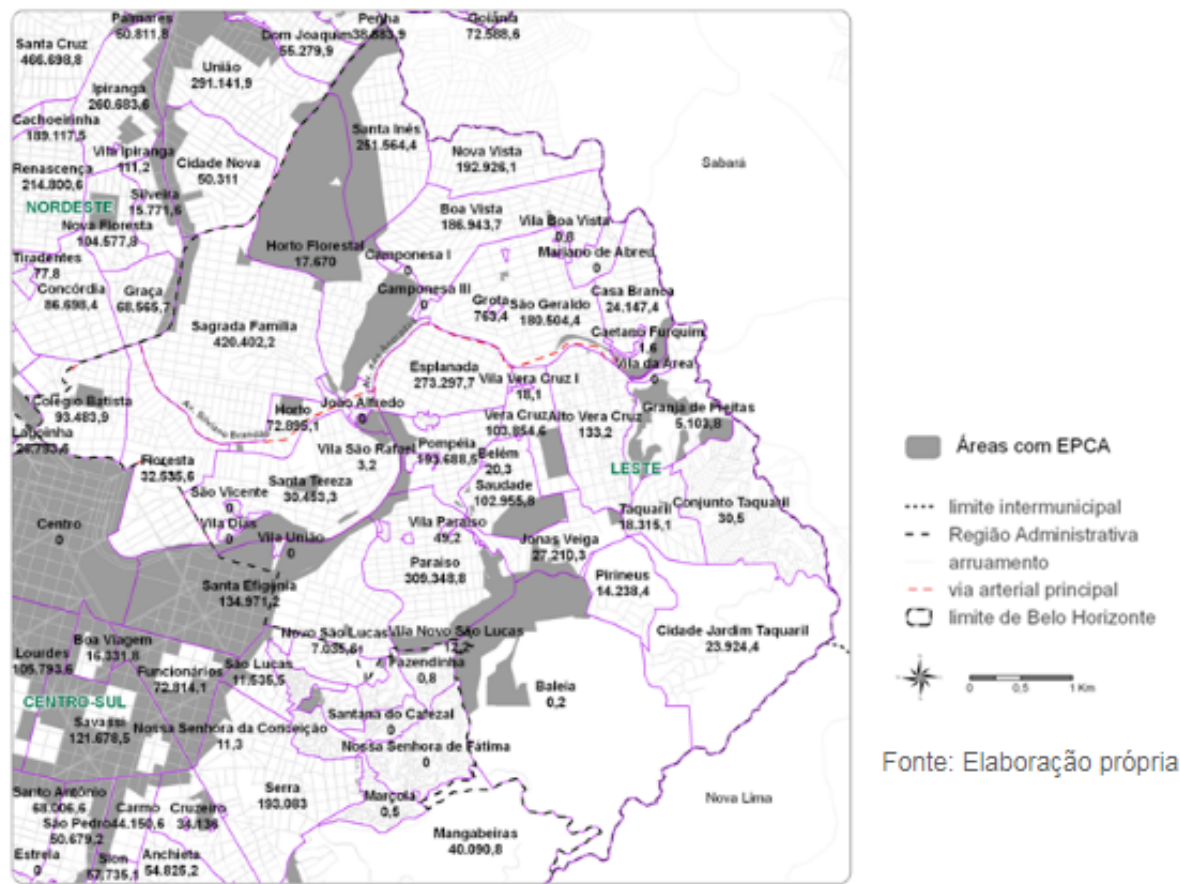 Palmares
60.811,8
Penha
38.883,9
Goiânia
72.588,6
Santa Cruz
466.698,8
Dom Joaquim
55.279,9
União
291.141,9
Ipiranga
260.683,6
Cachoeirinha
189.117,5
Santa Inês
251.564,4
Vila Ipiranga
111,2
Cidade Nova
50.311
Nova Vista
192.926,1
Sabará
Renascença
214.800,6
Silveira
15.771,6
NORDESTE
Nova Floresta
104.577,8
Boa Vista
186.943,7
Vila Boa Vista
0,8
Horto Florestal
17.670
Camponesa I
0
Mariano de Abreu
0
Tiradentes
77,8
Concórdia
86.698,4
Graça
68.565,7
Camponesa III
0
Grota
763,4
São Geraldo
180.504,4
Casa Branca
24.147,4
Sagrada Família
420.402,2
Caetano Furquim
1,6
Vila da Área
0
Esplanada
273.297,7
Vila Vera Cruz I
18,1
Colégio Batista
93.483,9
Av. Silviano Brandão
Horto
72.895,1
João Alfredo
0
Vera Cruz
103.854,6
Alto Vera Cruz
133,2
Granja de Freitas
5.103,8
Lagoinha
Floresta
32.535,6
Vila São Rafael
3,2
Pompéia
193.688,5
Belém
20,3
LESTE
São Vicente
0
Santa Tereza
30.453,3
Saudade
102.955,8
Taquaril
18.315,1
Conjunto Taquaril
30,5
Centro
0
Vila Dias
0
Vila União
0
Vila Paraíso
49,2
Jonas Veiga
27.210,3
Paraíso
309.348,8
Pirineus
14.238,4
Santa Efigênia
134.971,2
Novo São Lucas
7.035,6
Vila Novo São Lucas
12,2
Cidade Jardim Taquaril
23.924,4
Boa Viagem
16.331,8
Lourdes
105.793,6
Funcionários
72.814,1
São Lucas
11.535,5
Fazendinha
0,8
Baleia
0,2
CENTRO-SUL
Savassi
121.678,5
Nossa Senhora da Conceição
11,3
Santana do Cafezal
0
Nossa Senhora de Fátima
0
Serra
193.083
Marçola
0,5
Nova Lima
Santo Antônio
68.006,6
Carmo
44.150,6
Cruzeiro
34.136
São Pedro
50.679,2
Mangabeiras
40.090,8
Estrela
0
Sion
57.735,1
Anchieta
54.825,2
Áreas com EPCA
limite intermunicipal
Região Administrativa
arruamento
via arterial principal
limite de Belo Horizonte
0 0,5 1 Km
Fonte: Elaboração própria